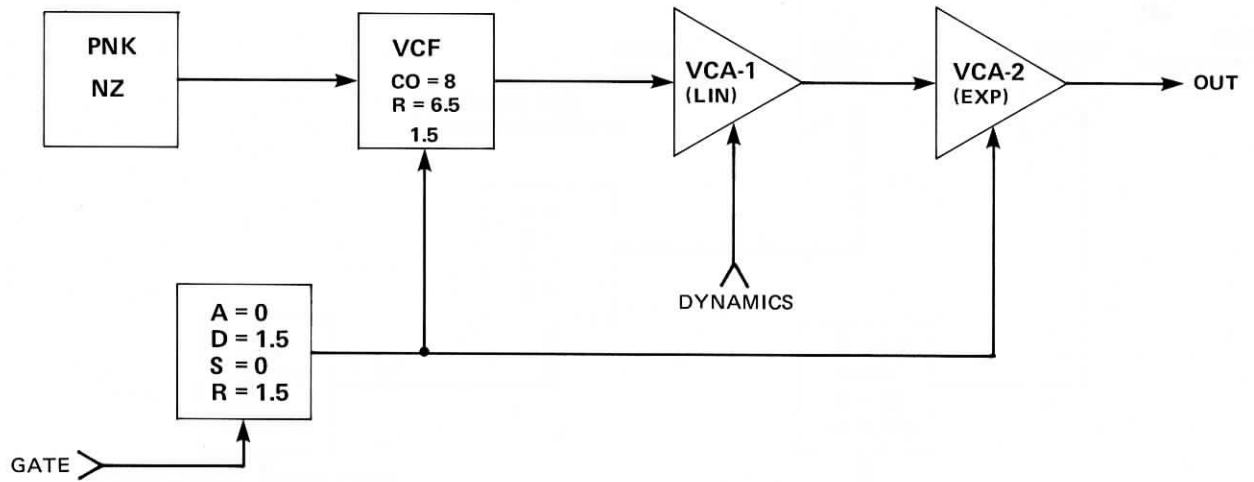 PNK
NZ
VCF
CO = 8
R = 6.5
1.5
VCA-1
(LIN)
VCA-2
(EXP)
OUT
DYNAMICS
A = 0
D = 1.5
S = 0
R = 1.5
GATE